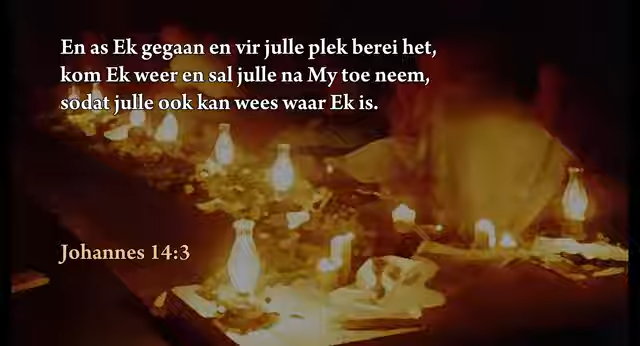 En as Ek gegaan en vir julle plek berei het,
kom Ek weer en sal julle na My toe neem,
sodat julle ook kan wees waar Ek is.
Johannes 14:3